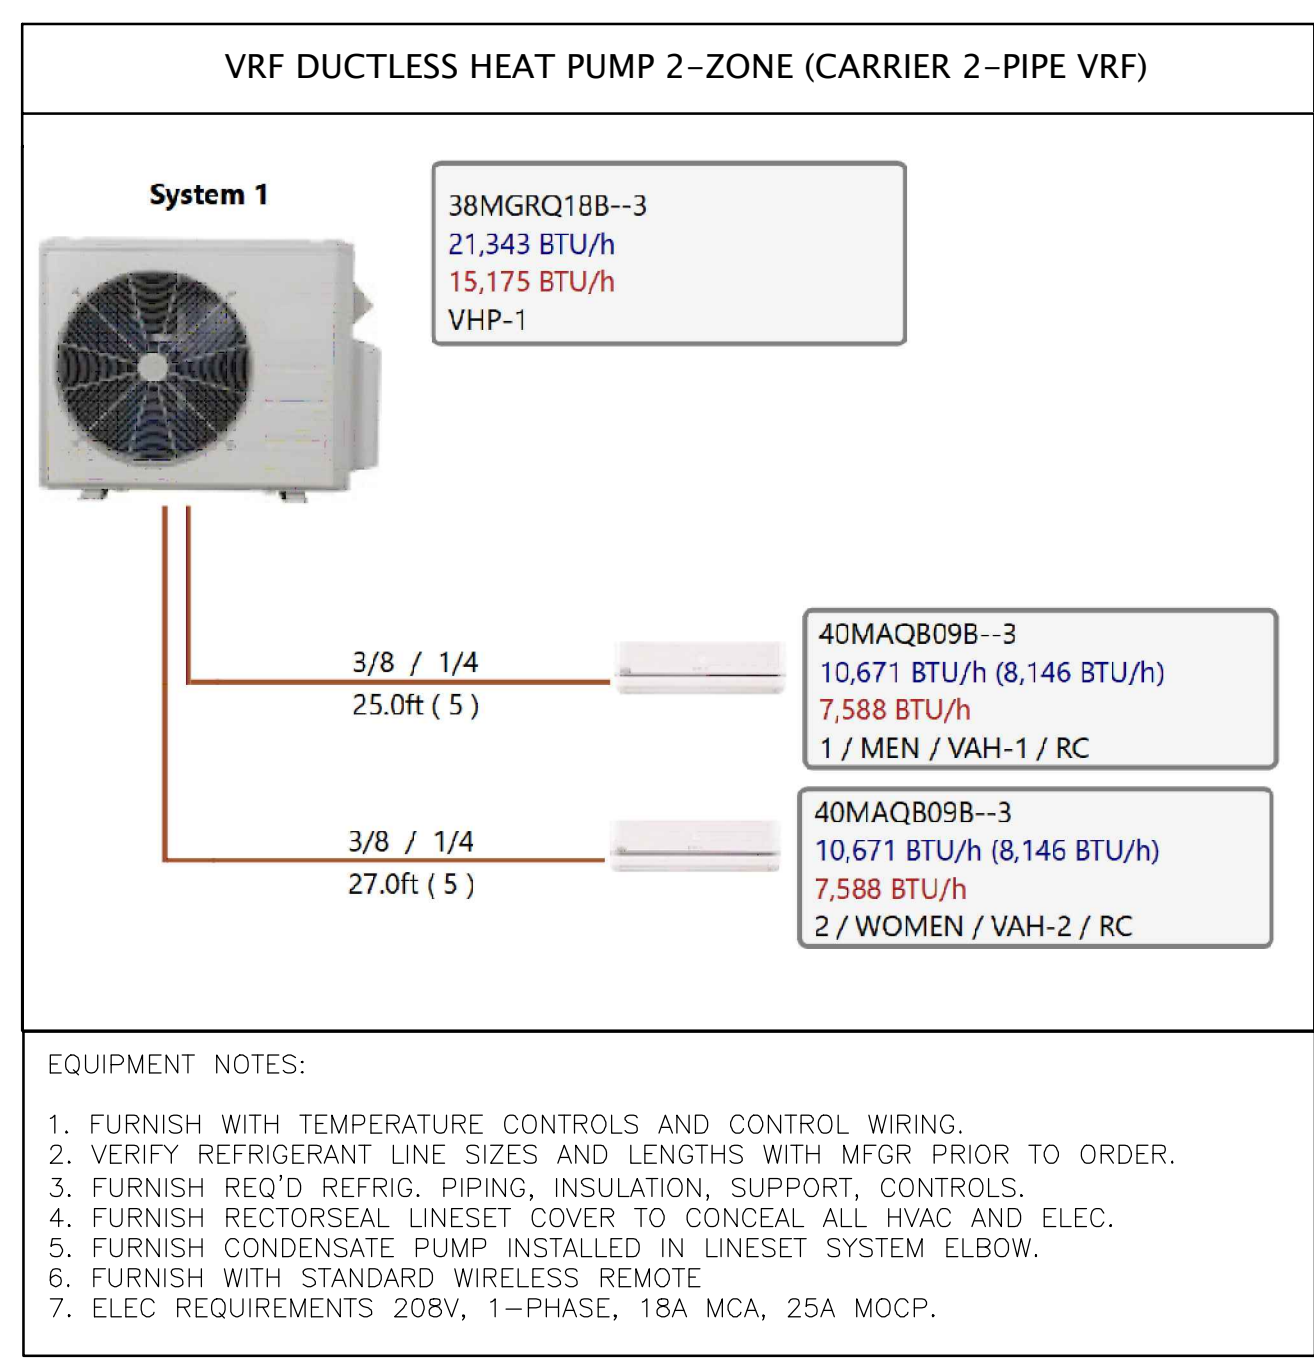 VRF DUCTLESS HEAT PUMP 2-ZONE (CARRIER 2-PIPE VRF)
System 1
38MGRQ18B--3
21,343 BTU/h
15,175 BTU/h
VHP-1
3/8 / 1/4
25.0ft ( 5 )
40MAQB09B--3
10,671 BTU/h (8,146 BTU/h)
7,588 BTU/h
1 / MEN / VAH-1 / RC
3/8 / 1/4
27.0ft ( 5 )
40MAQB09B--3
10,671 BTU/h (8,146 BTU/h)
7,588 BTU/h
2 / WOMEN / VAH-2 / RC
EQUIPMENT NOTES:
1. FURNISH WITH TEMPERATURE CONTROLS AND CONTROL WIRING.
2. VERIFY REFRIGERANT LINE SIZES AND LENGTHS WITH MFGR PRIOR TO ORDER.
3. FURNISH REQ'D REFRIG. PIPING, INSULATION, SUPPORT, CONTROLS.
4. FURNISH RECTORSEAL LINESET COVER TO CONCEAL ALL HVAC AND ELEC.
5. FURNISH CONDENSATE PUMP INSTALLED IN LINESET SYSTEM ELBOW.
6. FURNISH WITH STANDARD WIRELESS REMOTE
7. ELEC REQUIREMENTS 208V, 1-PHASE, 18A MCA, 25A MOCP.